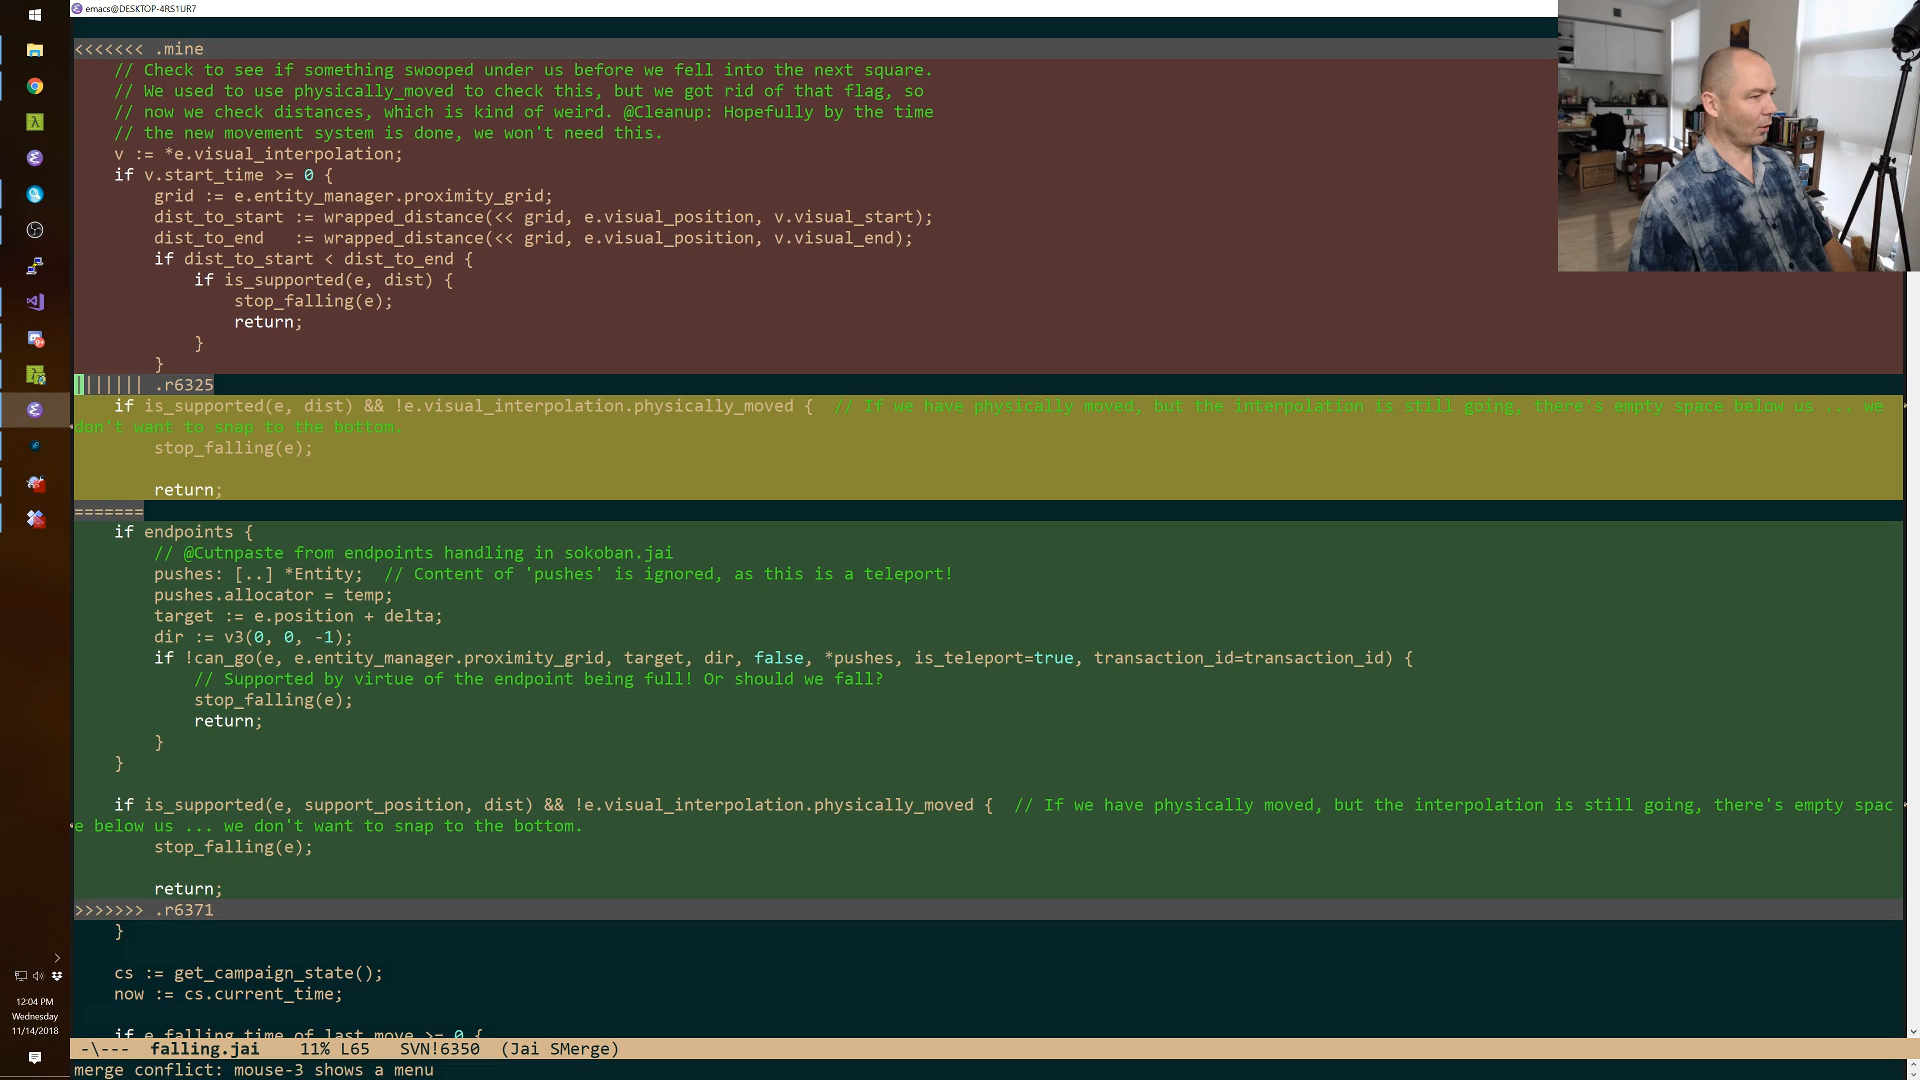 emacs@DESKTOP-4RS1UR7
<<<<<<< .mine
// Check to see if something swooped under us before we fell into the next square.
// We used to use physically_moved to check this, but we got rid of that flag, so
// now we check distances, which is kind of weird. @Cleanup: Hopefully by the time
// the new movement system is done, we won't need this.
v := *e.visual_interpolation;
if v.start_time >= 0 {
grid := e.entity_manager.proximity_grid;
dist_to_start := wrapped_distance(<< grid, e.visual_position, v.visual_start);
dist_to_end   := wrapped_distance(<< grid, e.visual_position, v.visual_end);
if dist_to_start < dist_to_end {
if is_supported(e, dist) {
stop_falling(e);
return;
}
}
||||||| .r6325
if is_supported(e, dist) && !e.visual_interpolation.physically_moved {  // If we have physically moved, but the interpolation is still going, there's empty space below us ... we
don't want to snap to the bottom.
stop_falling(e);
return;
=======
if endpoints {
// @Cutnpaste from endpoints handling in sokoban.jai
pushes: [..] *Entity;  // Content of 'pushes' is ignored, as this is a teleport!
pushes.allocator = temp;
target := e.position + delta;
dir := v3(0, 0, -1);
if !can_go(e, e.entity_manager.proximity_grid, target, dir, false, *pushes, is_teleport=true, transaction_id=transaction_id) {
// Supported by virtue of the endpoint being full! Or should we fall?
stop_falling(e);
return;
}
}
if is_supported(e, support_position, dist) && !e.visual_interpolation.physically_moved {  // If we have physically moved, but the interpolation is still going, there's empty spac
e below us ... we don't want to snap to the bottom.
stop_falling(e);
return;
>>>>>>> .r6371
}
cs := get_campaign_state();
now := cs.current_time;
if e.falling_time_of_last_move >= 0 {
-\---  falling.jai    11% L65   SVN!6350  (Jai SMerge)
merge conflict: mouse-3 shows a menu
12:04 PM
Wednesday
11/14/2018